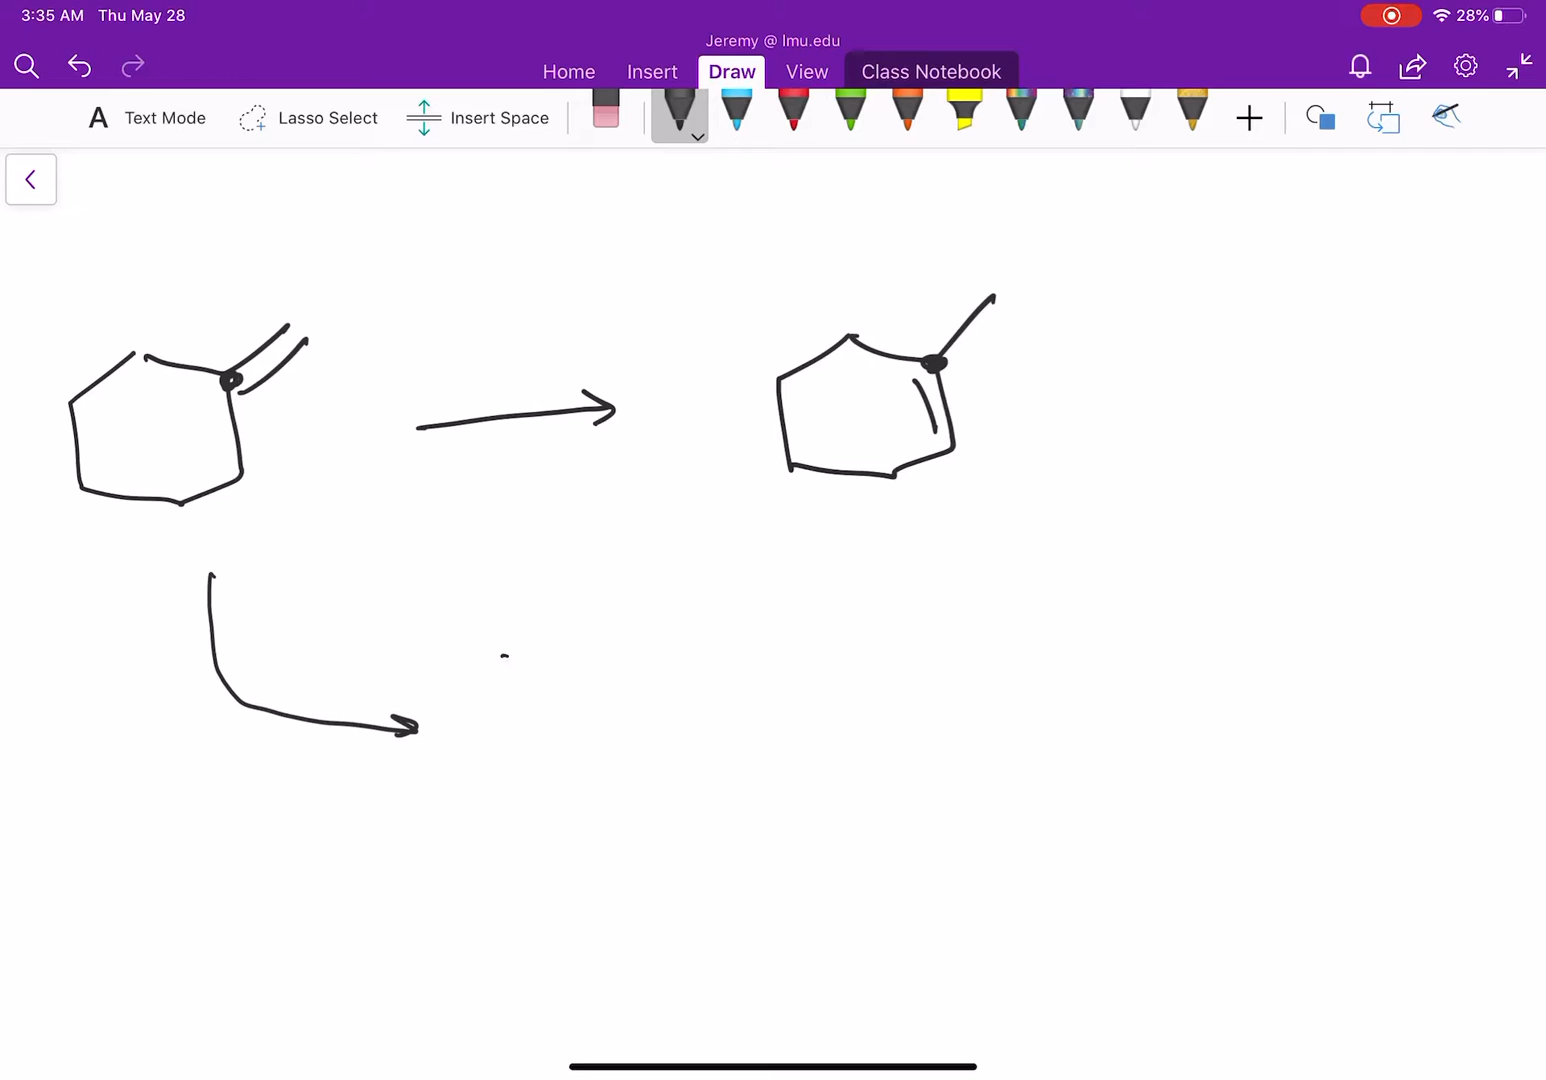 3:35 AM Thu May 28
28%
Jeremy @ lmu.edu
Home Insert Draw View Class Notebook
A Text Mode Lasso Select Insert Space